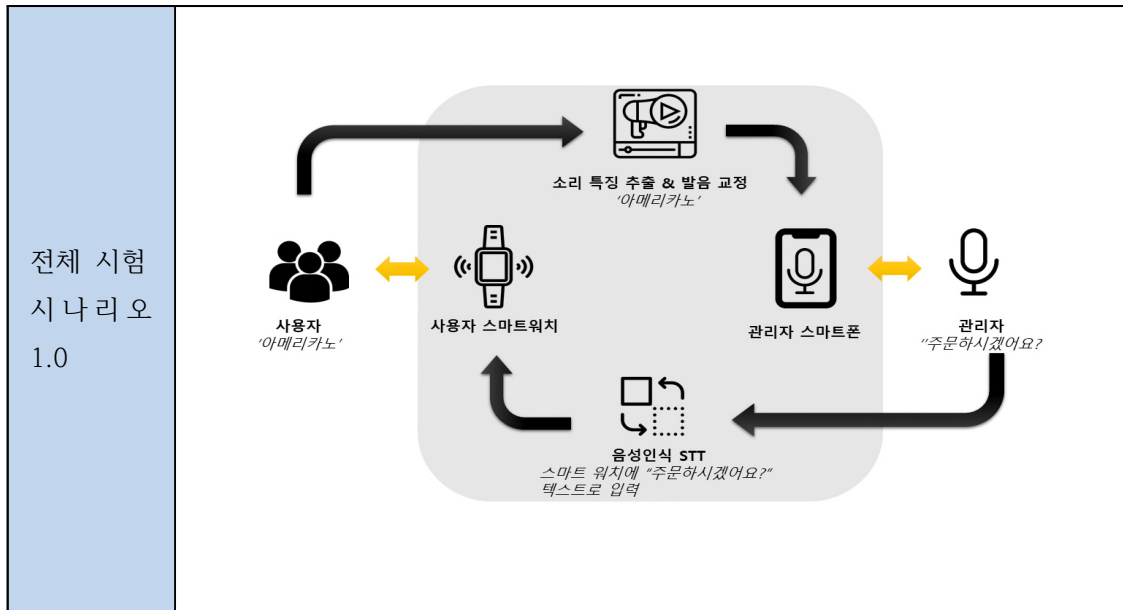 전체 시험
시나리오
1.0
소리 특징 추출 & 발음 교정
'아메리카노'
사용자
'아메리카노'
사용자 스마트워치
관리자 스마트폰
관리자
"주문하시겠어요?
음성인식 STT
스마트 워치에 "주문하시겠어요?"
텍스트로 입력